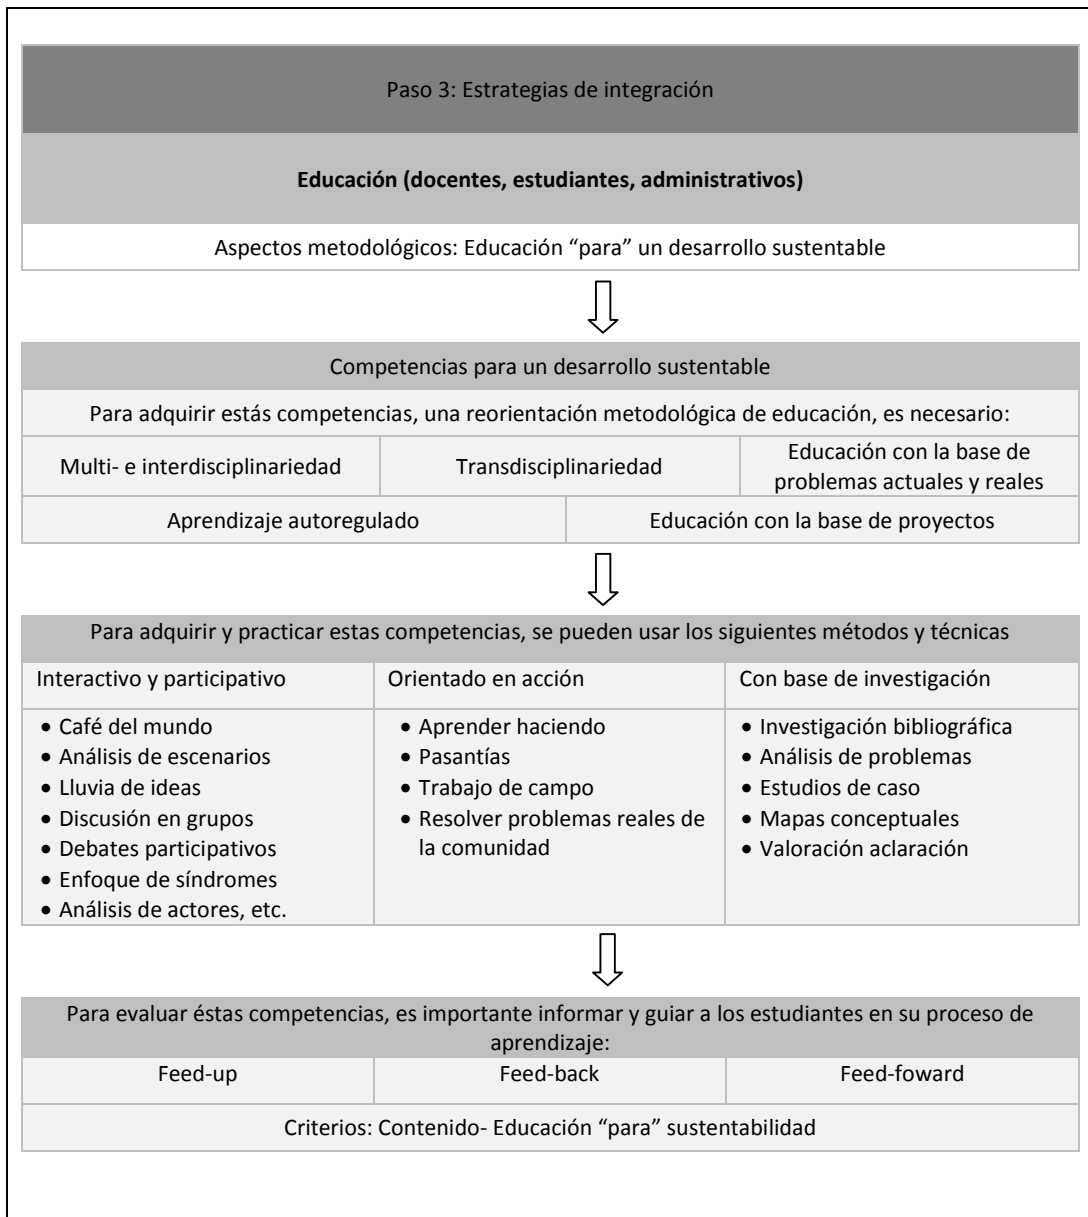 Paso 3: Estrategias de integración
Educación (docentes, estudiantes, administrativos)
Aspectos metodológicos: Educación “para” un desarrollo sustentable
Competencias para un desarrollo sustentable
Para adquirir estás competencias, una reorientación metodológica de educación, es necesario:
Multi- e interdisciplinariedad
Transdisciplinariedad
Educación con la base de
problemas actuales y reales
Aprendizaje autoregulado
Educación con la base de proyectos
Para adquirir y practicar estas competencias, se pueden usar los siguientes métodos y técnicas
Interactivo y participativo
• Café del mundo
• Análisis de escenarios
• Lluvia de ideas
• Discusión en grupos
• Debates participativos
• Enfoque de síndromes
• Análisis de actores, etc.
Orientado en acción
• Aprender haciendo
• Pasantías
• Trabajo de campo
• Resolver problemas reales de
la comunidad
Con base de investigación
• Investigación bibliográfica
• Análisis de problemas
• Estudios de caso
• Mapas conceptuales
• Valoración aclaración
Para evaluar éstas competencias, es importante informar y guiar a los estudiantes en su proceso de
aprendizaje:
Feed-up
Feed-back
Feed-foward
Criterios: Contenido- Educación “para” sustentabilidad